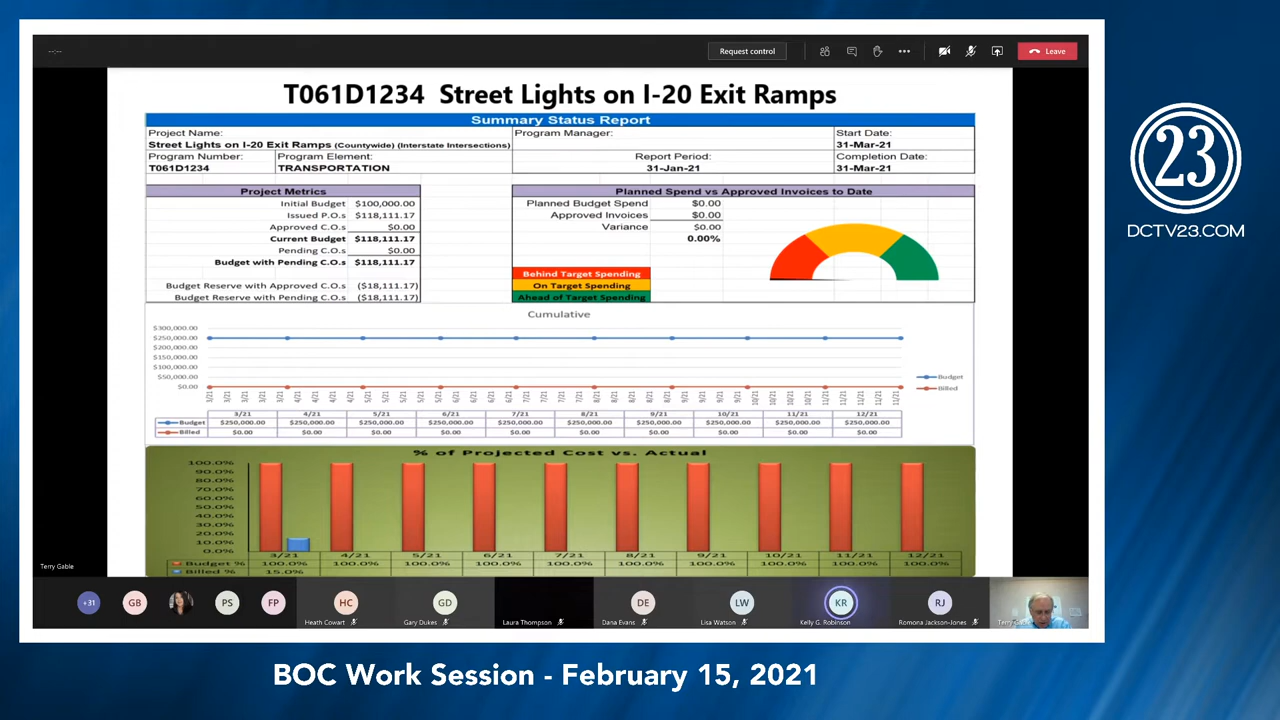 --:--
Request control
Leave
T061D1234 Street Lights on I-20 Exit Ramps
Summary Status Report
Project Name:
Street Lights on I-20 Exit Ramps (Countywide) (Interstate Intersections)
Program Manager:
Start Date:
31-Mar-21
Program Number:
T061D1234
Program Element:
TRANSPORTATION
Report Period:
31-Jan-21
Completion Date:
31-Mar-21
Project Metrics
Initial Budget $100,000.00
Issued P.O.s $118,111.17
Approved C.O.s $0.00
Current Budget $118,111.17
Pending C.O.s $0.00
Budget with Pending C.O.s $118,111.17
Budget Reserve with Approved C.O.s ($18,111.17)
Budget Reserve with Pending C.O.s ($18,111.17)
Planned Spend vs Approved Invoices to Date
Planned Budget Spend $0.00
Approved Invoices $0.00
Variance $0.00
0.00%
Behind Target Spending
On Target Spending
Ahead of Target Spending
Cumulative
$300,000.00
$250,000.00
$200,000.00
$150,000.00
$100,000.00
$50,000.00
$0.00
Budget
Billed
3/21 4/21 5/21 6/21 7/21 8/21 9/21 10/21 11/21 12/21
Budget $250,000.00 $250,000.00 $250,000.00 $250,000.00 $250,000.00 $250,000.00 $250,000.00 $250,000.00 $250,000.00 $250,000.00
Billed $0.00 $0.00 $0.00 $0.00 $0.00 $0.00 $0.00 $0.00 $0.00 $0.00
% of Projected Cost vs. Actual
100.0%
90.0%
80.0%
70.0%
60.0%
50.0%
40.0%
30.0%
20.0%
10.0%
0.0%
3/21 4/21 5/21 6/21 7/21 8/21 9/21 10/21 11/21 12/21
Budget % 100.0% 100.0% 100.0% 100.0% 100.0% 100.0% 100.0% 100.0% 100.0% 100.0%
Billed % 15.0%
Terry Gable
+31
GB
PS
FP
HC
Heath Cowart
GD
Gary Dukes
Laura Thompson
DE
Dana Evans
LW
Lisa Watson
KR
Kelly G. Robinson
RJ
Romona Jackson-Jones
23
DCTV23.COM
BOC Work Session - February 15, 2021